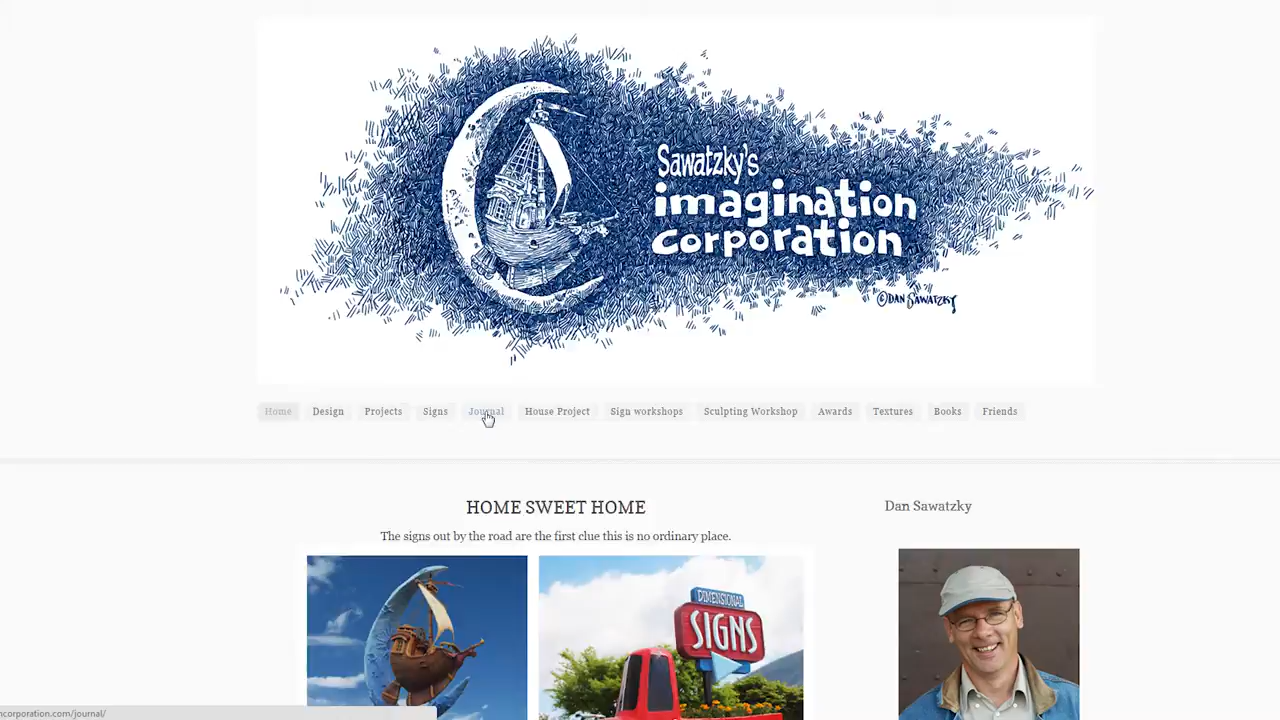 Sawatzky's
imagination
corporation
©DAN SAWATZKY
Home Design Projects Signs Journal House Project Sign workshops Sculpting Workshop Awards Textures Books Friends
HOME SWEET HOME
Dan Sawatzky
The signs out by the road are the first clue this is no ordinary place.
DIMENSIONAL
SIGNS
ncorporation.com/journal/